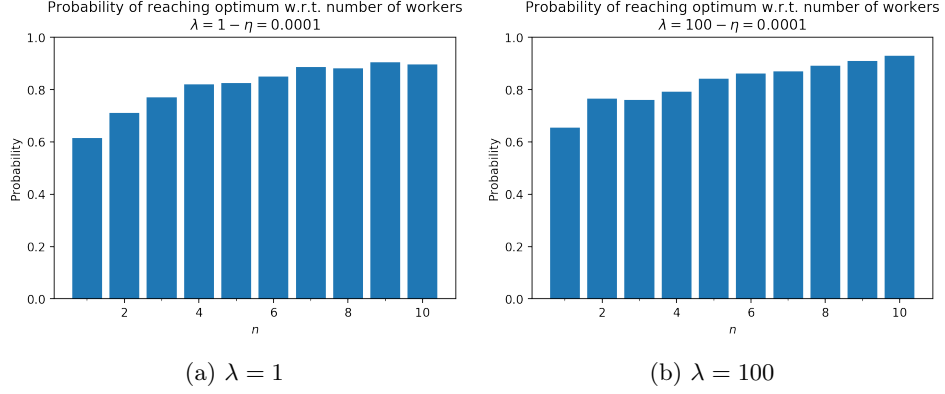 Probability of reaching optimum w.r.t. number of workers
λ = 1 − η = 0.0001
1.0
0.8
0.6
0.4
0.2
0.0
Probability
2 4 6 8 10
n
(a) λ = 1
Probability of reaching optimum w.r.t. number of workers
λ = 100 − η = 0.0001
1.0
0.8
0.6
0.4
0.2
0.0
Probability
2 4 6 8 10
n
(b) λ = 100